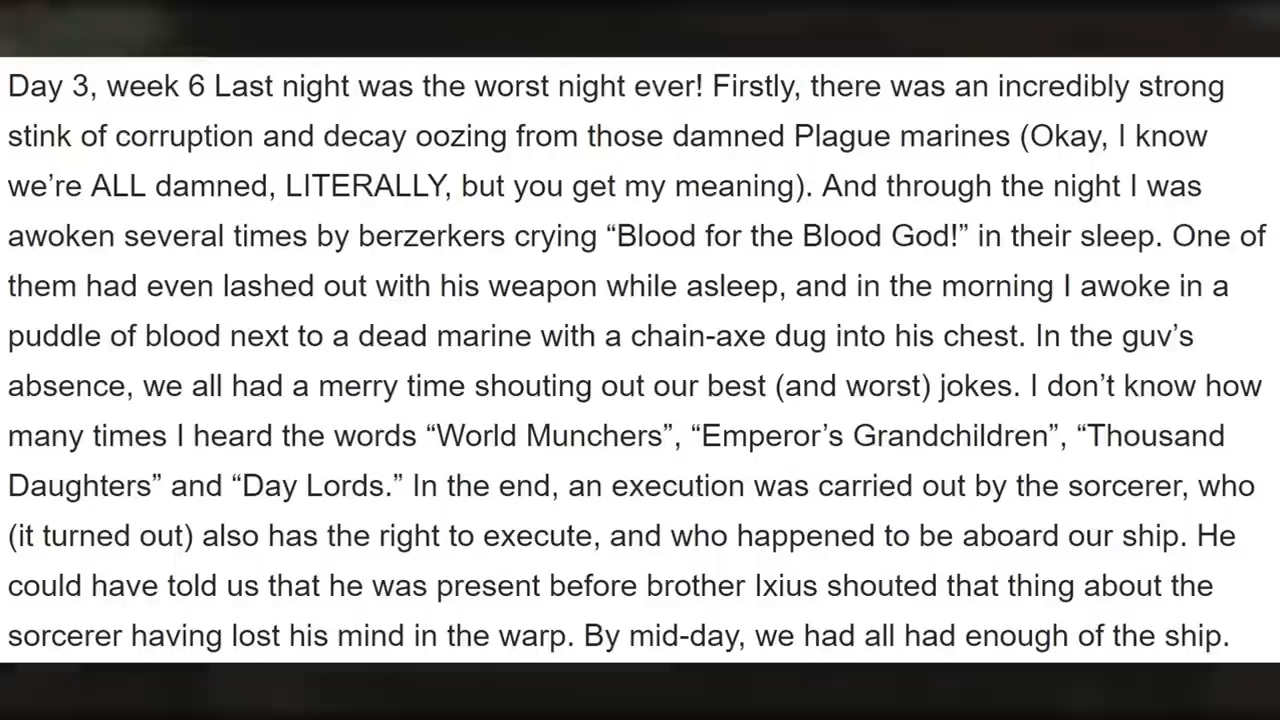 Day 3, week 6 Last night was the worst night ever! Firstly, there was an incredibly strong
stink of corruption and decay oozing from those damned Plague marines (Okay, I know
we’re ALL damned, LITERALLY, but you get my meaning). And through the night I was
awoken several times by berzerkers crying “Blood for the Blood God!” in their sleep. One of
them had even lashed out with his weapon while asleep, and in the morning I awoke in a
puddle of blood next to a dead marine with a chain-axe dug into his chest. In the guv’s
absence, we all had a merry time shouting out our best (and worst) jokes. I don’t know how
many times I heard the words “World Munchers”, “Emperor’s Grandchildren”, “Thousand
Daughters” and “Day Lords.” In the end, an execution was carried out by the sorcerer, who
(it turned out) also has the right to execute, and who happened to be aboard our ship. He
could have told us that he was present before brother Ixius shouted that thing about the
sorcerer having lost his mind in the warp. By mid-day, we had all had enough of the ship.